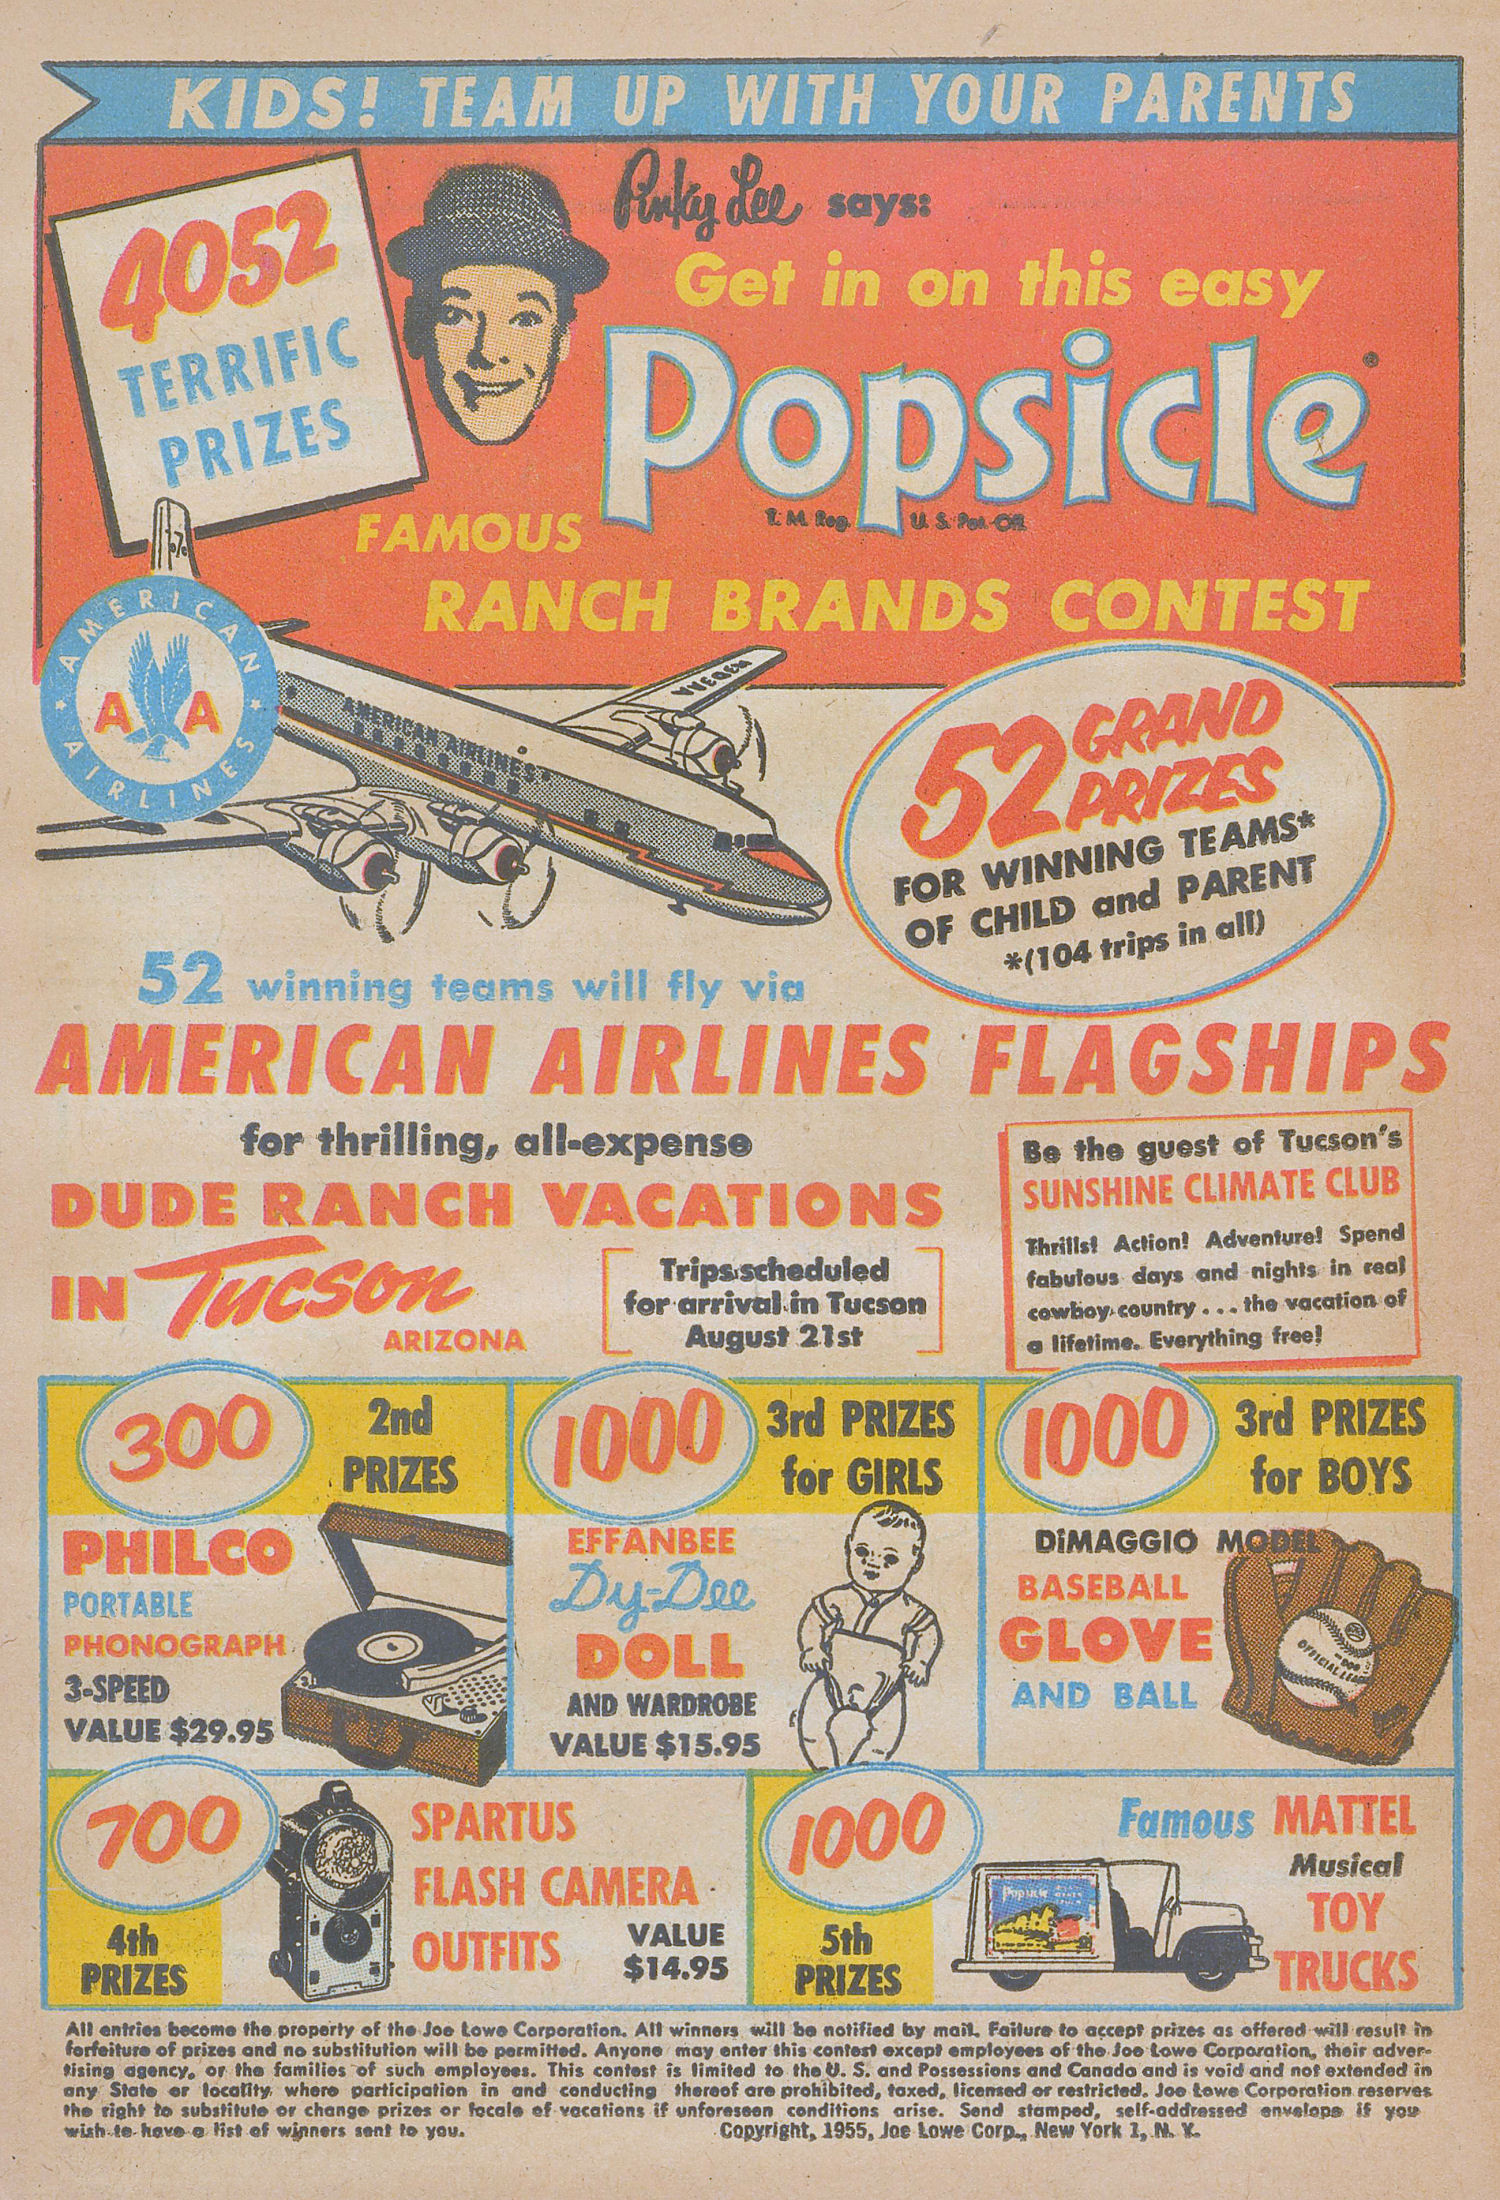 KIDS! TEAM UP WITH YOUR PARENTS
4052
TERRIFIC
PRIZES
Pinky Lee says:
Get in on this easy
Popsicle®
T. M. Reg. U. S. Pat. Off.
FAMOUS
RANCH BRANDS CONTEST
AMERICAN
AIRLINES
A A
AMERICAN AIRLINES
52 GRAND
PRIZES
FOR WINNING TEAMS*
OF CHILD and PARENT
*(104 trips in all)
52 winning teams will fly via
AMERICAN AIRLINES FLAGSHIPS
for thrilling, all-expense
DUDE RANCH VACATIONS
IN Tucson
ARIZONA
Trips scheduled
for arrival in Tucson
August 21st
Be the guest of Tucson's
SUNSHINE CLIMATE CLUB
Thrills! Action! Adventure! Spend
fabulous days and nights in real
cowboy country . . . the vacation of
a lifetime. Everything free!
300 2nd
PRIZES
PHILCO
PORTABLE
PHONOGRAPH
3-SPEED
VALUE $29.95
1000 3rd PRIZES
for GIRLS
EFFANBEE
Dy-Dee
DOLL
AND WARDROBE
VALUE $15.95
1000 3rd PRIZES
for BOYS
DiMAGGIO MODEL
BASEBALL
GLOVE
AND BALL
OFFICIAL LEAG
700
4th
PRIZES
SPARTUS
FLASH CAMERA
OUTFITS
VALUE
$14.95
1000
5th
PRIZES
Popsicle
Famous MATTEL
Musical
TOY
TRUCKS
All entries become the property of the Joe Lowe Corporation. All winners will be notified by mail. Failure to accept prizes as offered will result in
forfeiture of prizes and no substitution will be permitted. Anyone may enter this contest except employees of the Joe Lowe Corporation, their adver-
tising agency, or the families of such employees. This contest is limited to the U. S. and Possessions and Canada and is void and not extended in
any State or locality where participation in and conducting thereof are prohibited, taxed, licensed or restricted. Joe Lowe Corporation reserves
the right to substitute or change prizes or locale of vacations if unforeseen conditions arise. Send stamped, self-addressed envelope if you
wish to have a list of winners sent to you. Copyright, 1955, Joe Lowe Corp., New York 1, N. Y.